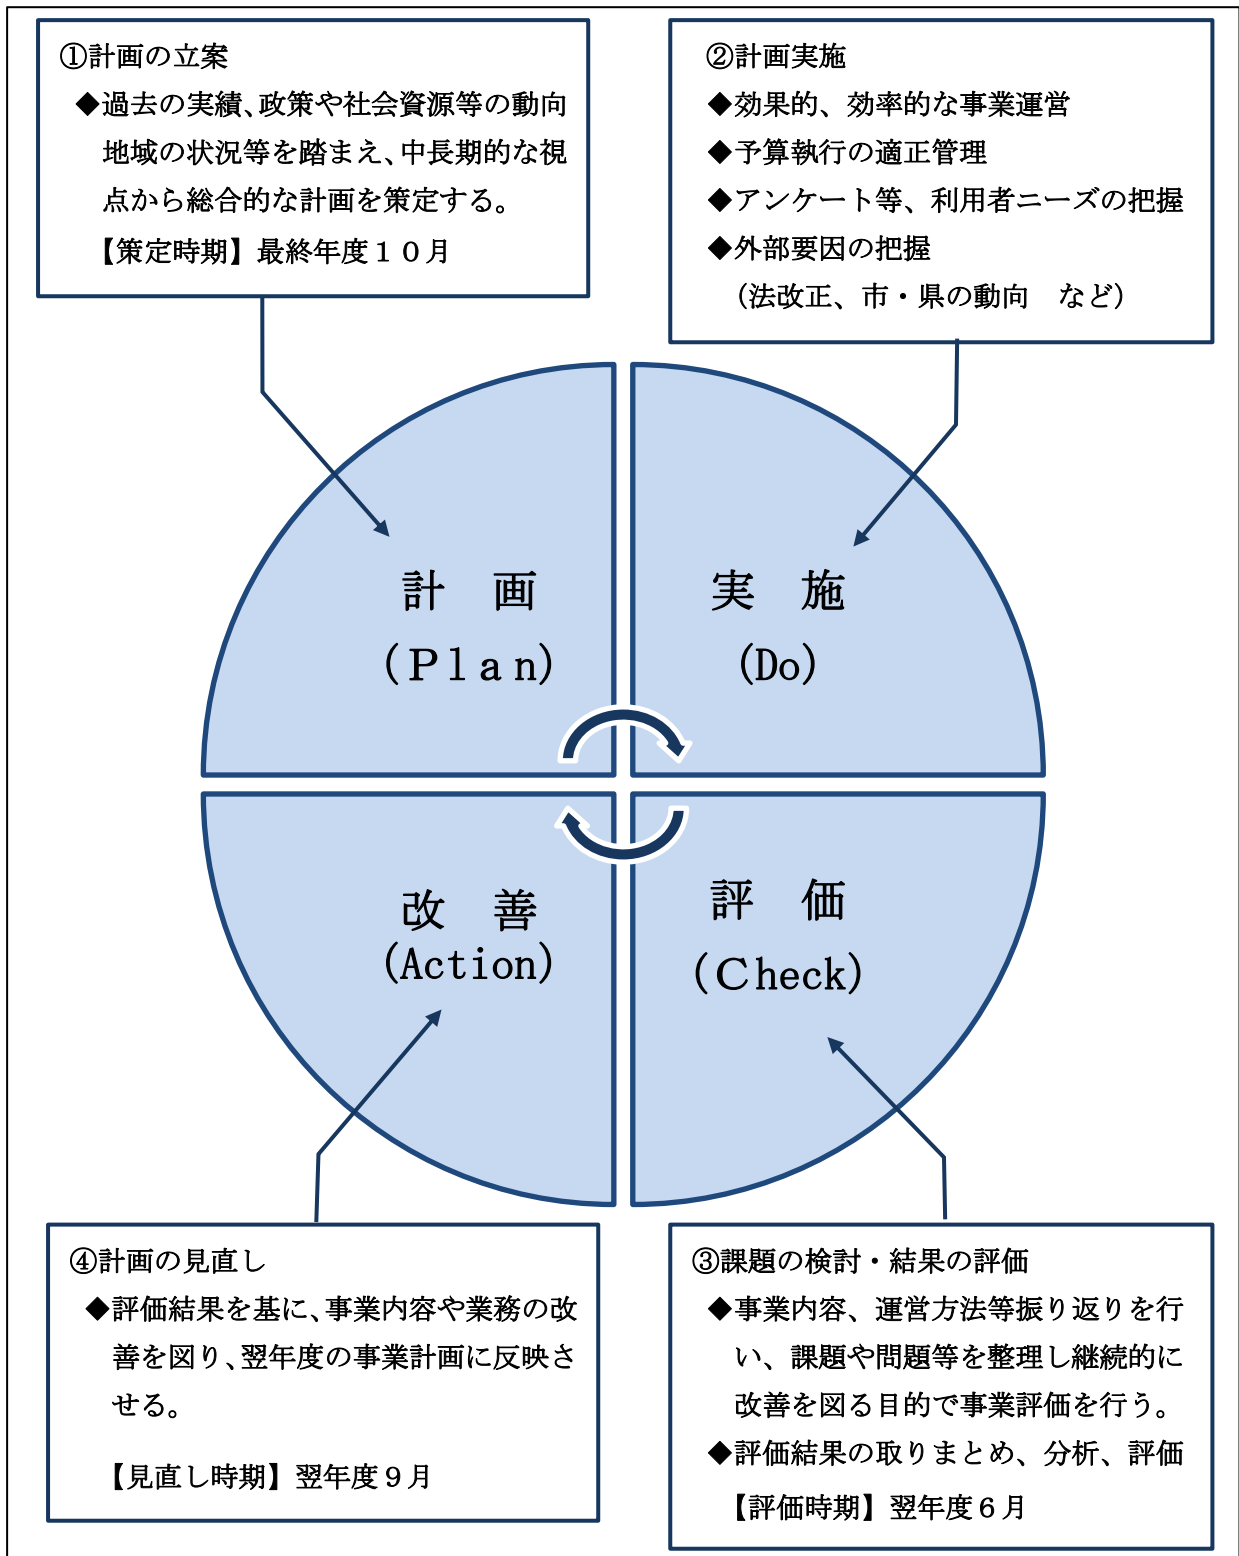 ①計画の立案
◆過去の実績、政策や社会資源等の動向
地域の状況等を踏まえ、中長期的な視
点から総合的な計画を策定する。
【策定時期】最終年度１０月
②計画実施
◆効果的、効率的な事業運営
◆予算執行の適正管理
◆アンケート等、利用者ニーズの把握
◆外部要因の把握
（法改正、市・県の動向　など）
計　画
(Ｐlａn)
実　施
(Do)
改　善
(Action)
評　価
(Ｃheck)
④計画の見直し
◆評価結果を基に、事業内容や業務の改
善を図り、翌年度の事業計画に反映さ
せる。
【見直し時期】翌年度９月
③課題の検討・結果の評価
◆事業内容、運営方法等振り返りを行
い、課題や問題等を整理し継続的に
改善を図る目的で事業評価を行う。
◆評価結果の取りまとめ、分析、評価
【評価時期】翌年度６月